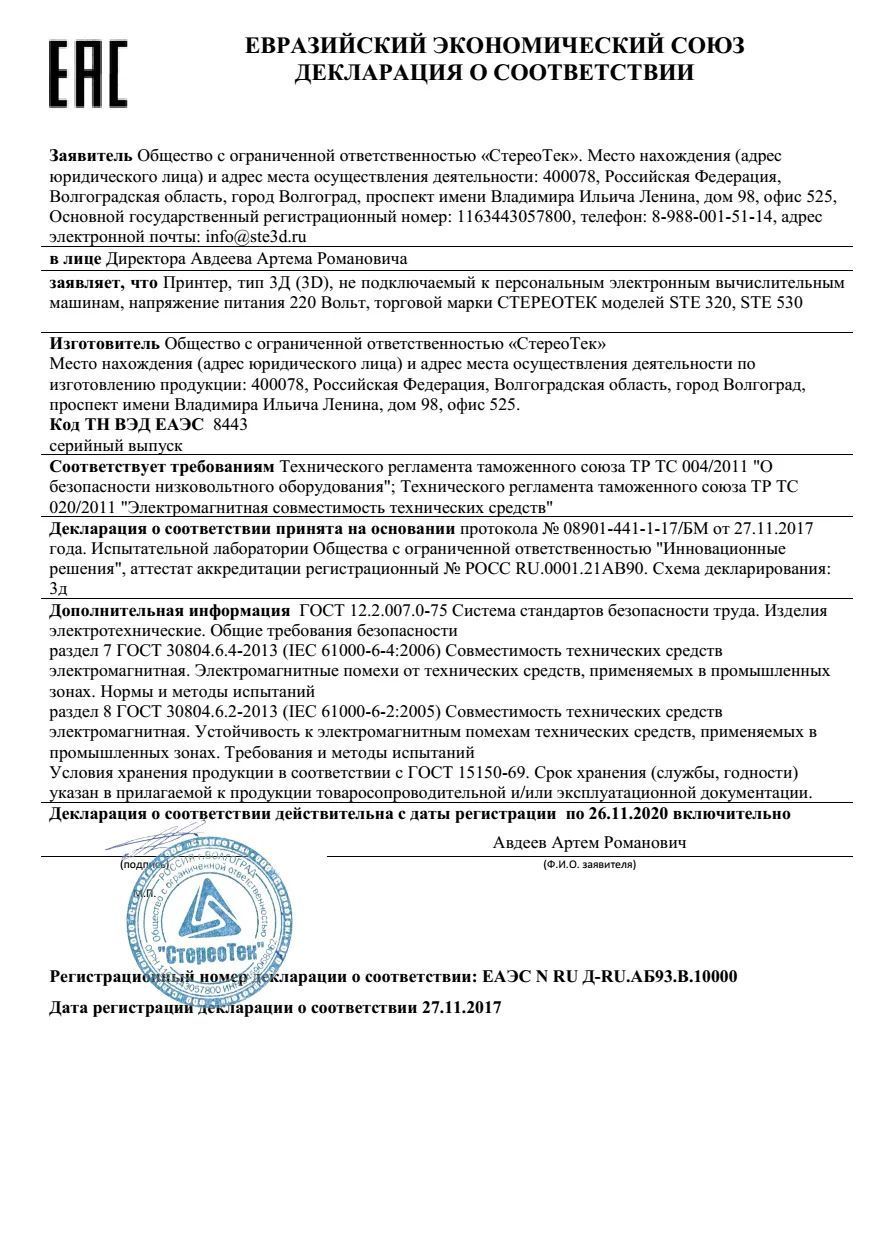 EAC
ЕВРАЗИЙСКИЙ ЭКОНОМИЧЕСКИЙ СОЮЗ
ДЕКЛАРАЦИЯ О СООТВЕТСТВИИ
Заявитель Общество с ограниченной ответственностью «СтереоТек». Место нахождения (адрес
юридического лица) и адрес места осуществления деятельности: 400078, Российская Федерация,
Волгоградская область, город Волгоград, проспект имени Владимира Ильича Ленина, дом 98, офис 525,
Основной государственный регистрационный номер: 1163443057800, телефон: 8-988-001-51-14, адрес
электронной почты: info@ste3d.ru
в лице Директора Авдеева Артема Романовича
заявляет, что Принтер, тип 3Д (3D), не подключаемый к персональным электронным вычислительным
машинам, напряжение питания 220 Вольт, торговой марки СТЕРЕОТЕК моделей STE 320, STE 530
Изготовитель Общество с ограниченной ответственностью «СтереоТек»
Место нахождения (адрес юридического лица) и адрес места осуществления деятельности по
изготовлению продукции: 400078, Российская Федерация, Волгоградская область, город Волгоград,
проспект имени Владимира Ильича Ленина, дом 98, офис 525.
Код ТН ВЭД ЕАЭС 8443
серийный выпуск
Соответствует требованиям Технического регламента таможенного союза ТР ТС 004/2011 "О
безопасности низковольтного оборудования"; Технического регламента таможенного союза ТР ТС
020/2011 "Электромагнитная совместимость технических средств"
Декларация о соответствии принята на основании протокола № 08901-441-1-17/БМ от 27.11.2017
года. Испытательной лаборатории Общества с ограниченной ответственностью "Инновационные
решения", аттестат аккредитации регистрационный № РОСС RU.0001.21АВ90. Схема декларирования:
3д
Дополнительная информация ГОСТ 12.2.007.0-75 Система стандартов безопасности труда. Изделия
электротехнические. Общие требования безопасности
раздел 7 ГОСТ 30804.6.4-2013 (IEC 61000-6-4:2006) Совместимость технических средств
электромагнитная. Электромагнитные помехи от технических средств, применяемых в промышленных
зонах. Нормы и методы испытаний
раздел 8 ГОСТ 30804.6.2-2013 (IEC 61000-6-2:2005) Совместимость технических средств
электромагнитная. Устойчивость к электромагнитным помехам технических средств, применяемых в
промышленных зонах. Требования и методы испытаний
Условия хранения продукции в соответствии с ГОСТ 15150-69. Срок хранения (службы, годности)
указан в прилагаемой к продукции товаросопроводительной и/или эксплуатационной документации.
Декларация о соответствии действительна с даты регистрации по 26.11.2020 включительно
Авдеев Артем Романович
(подпись)
(Ф.И.О. заявителя)
М.П.
РОССИЯ г.ВОЛГОГРАД
Общество с ограниченной ответственностью
"СтереоТек"
Регистрационный номер декларации о соответствии: ЕАЭС N RU Д-RU.АБ93.В.10000
Дата регистрации декларации о соответствии 27.11.2017